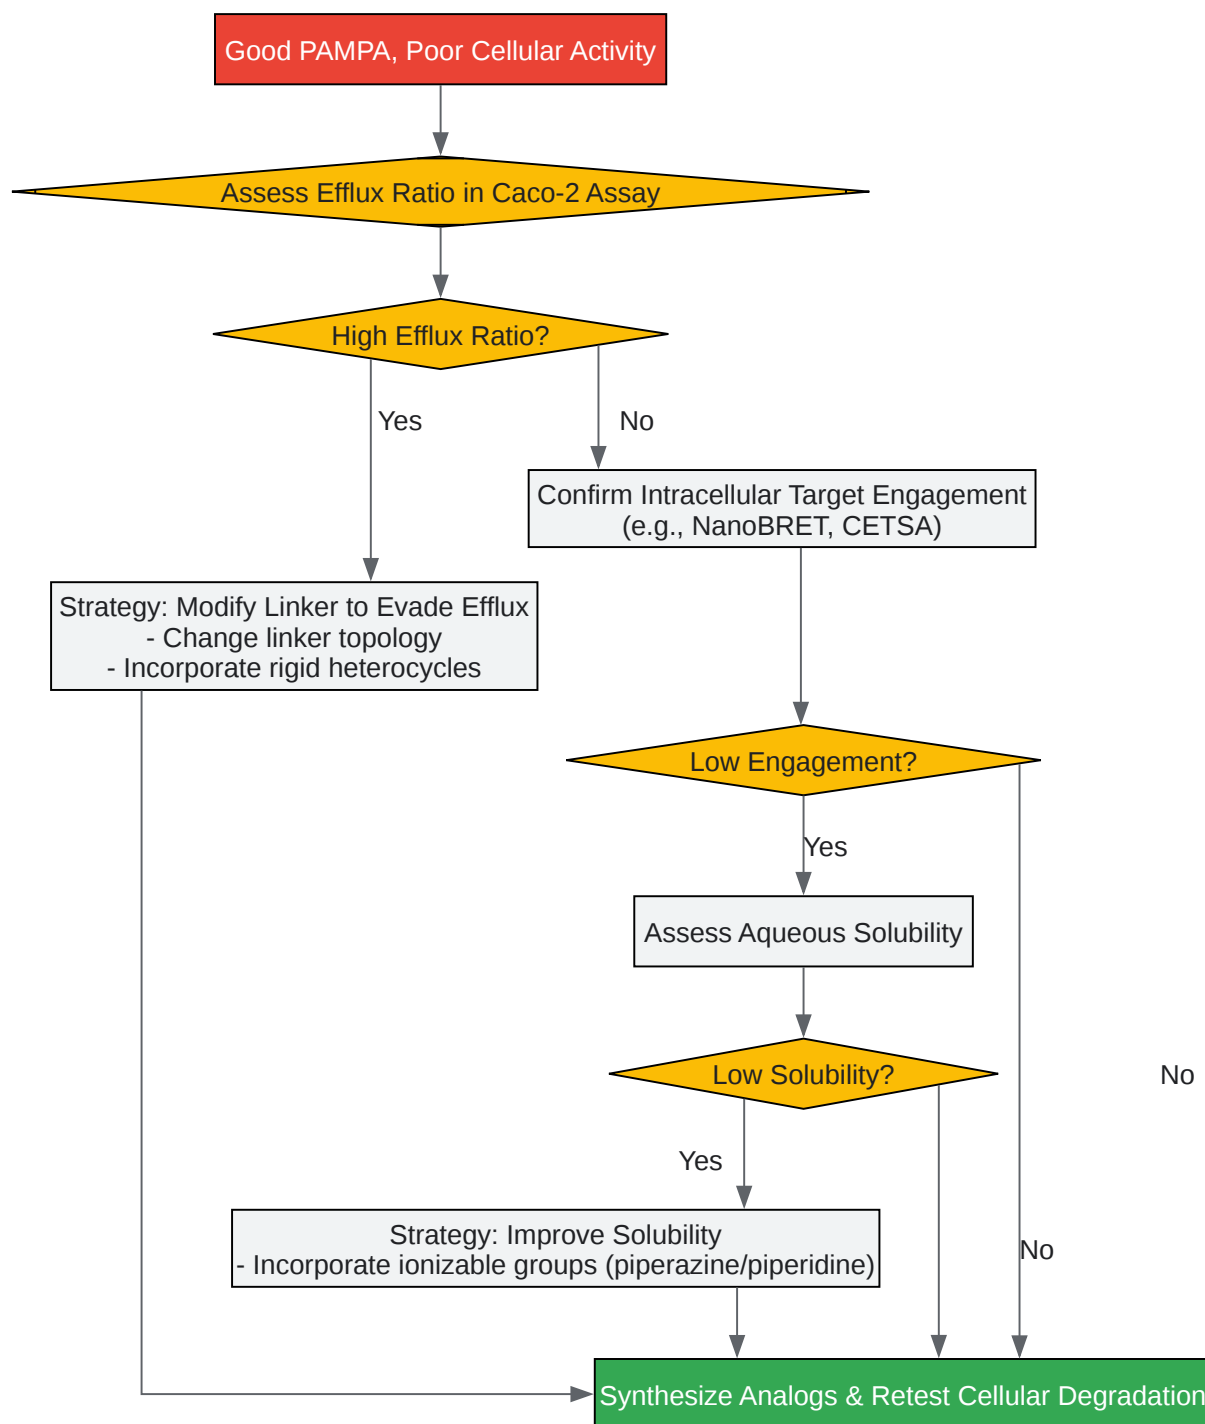 Good PAMPA, Poor Cellular Activity
Assess Efflux Ratio in Caco-2 Assay
High Efflux Ratio?
Yes
No
Confirm Intracellular Target Engagement
(e.g., NanoBRET, CETSA)
Strategy: Modify Linker to Evade Efflux
- Change linker topology
- Incorporate rigid heterocycles
Low Engagement?
Yes
Assess Aqueous Solubility
Low Solubility?
No
Yes
Strategy: Improve Solubility
- Incorporate ionizable groups (piperazine/piperidine)
No
Synthesize Analogs & Retest Cellular Degradation